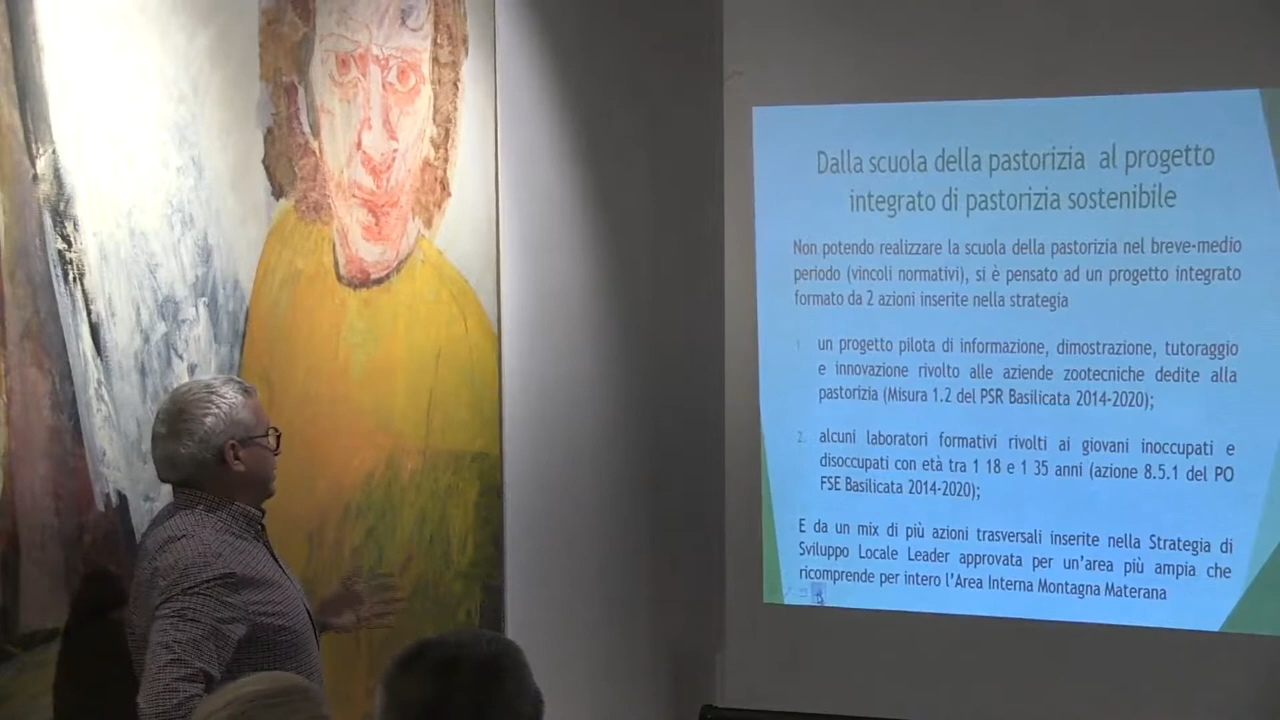 Dalla scuola della pastorizia al progetto
integrato di pastorizia sostenibile
Non potendo realizzare la scuola della pastorizia nel breve-medio
periodo (vincoli normativi), si è pensato ad un progetto integrato
formato da 2 azioni inserite nella strategia
1. un progetto pilota di informazione, dimostrazione, tutoraggio
e innovazione rivolto alle aziende zootecniche dedite alla
pastorizia (Misura 1.2 del PSR Basilicata 2014-2020);
2. alcuni laboratori formativi rivolti ai giovani inoccupati e
disoccupati con età tra 1 18 e 1 35 anni (azione 8.5.1 del PO
FSE Basilicata 2014-2020);
E da un mix di più azioni trasversali inserite nella Strategia di
Sviluppo Locale Leader approvata per un'area più ampia che
ricomprende per intero l'Area Interna Montagna Materana